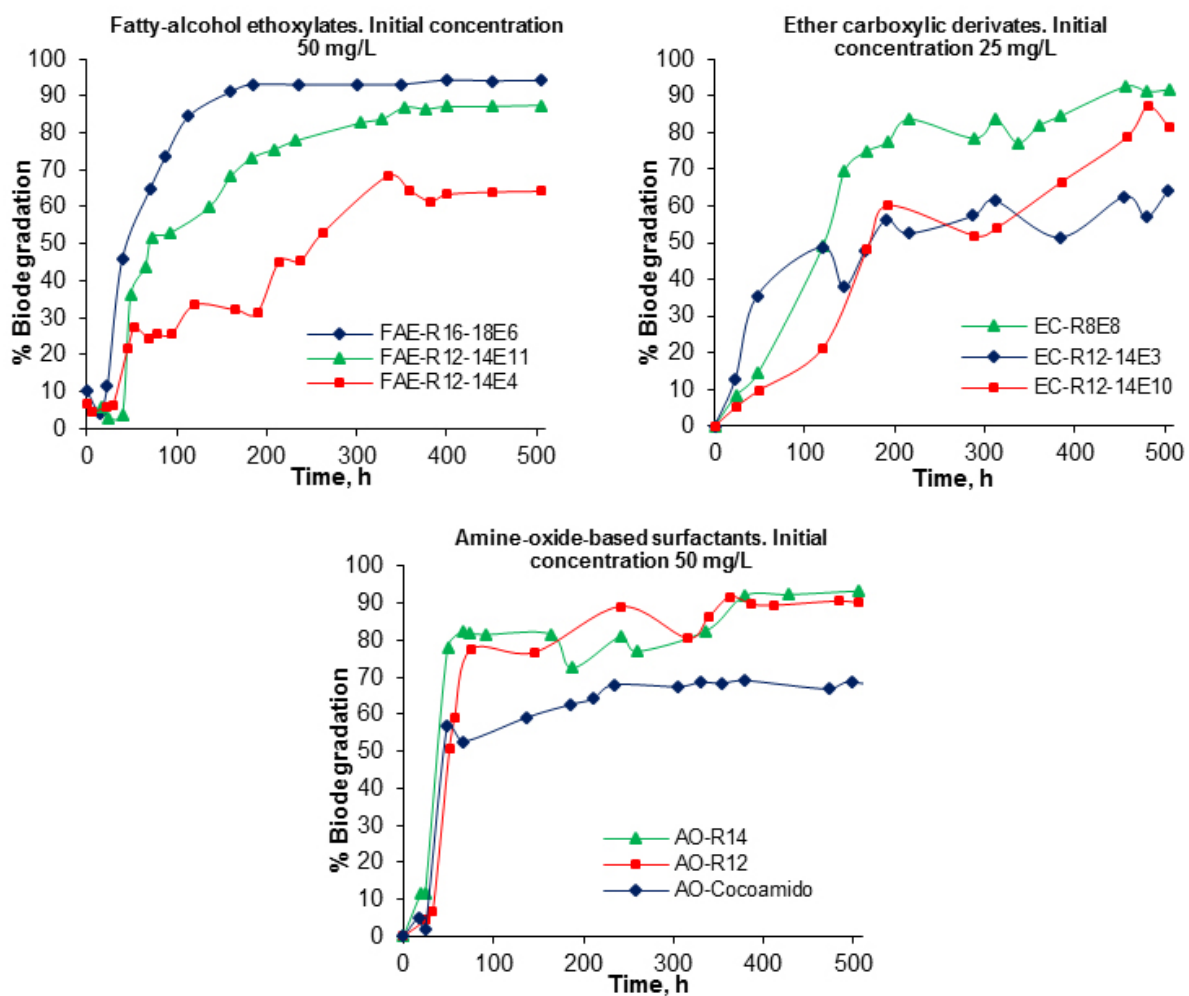 Fatty-alcohol ethoxylates. Initial concentration
50 mg/L
100
90
80
70
60
50
40
30
20
10
0
% Biodegradation
FAE-R16-18E6
FAE-R12-14E11
FAE-R12-14E4
0 100 200 300 400 500
Time, h
Ether carboxylic derivates. Initial
concentration 25 mg/L
100
90
80
70
60
50
40
30
20
10
0
% Biodegradation
EC-R8E8
EC-R12-14E3
EC-R12-14E10
0 100 200 300 400 500
Time, h
Amine-oxide-based surfactants. Initial
concentration 50 mg/L
100
90
80
70
60
50
40
30
20
10
0
% Biodegradation
AO-R14
AO-R12
AO-Cocoamido
0 100 200 300 400 500
Time, h